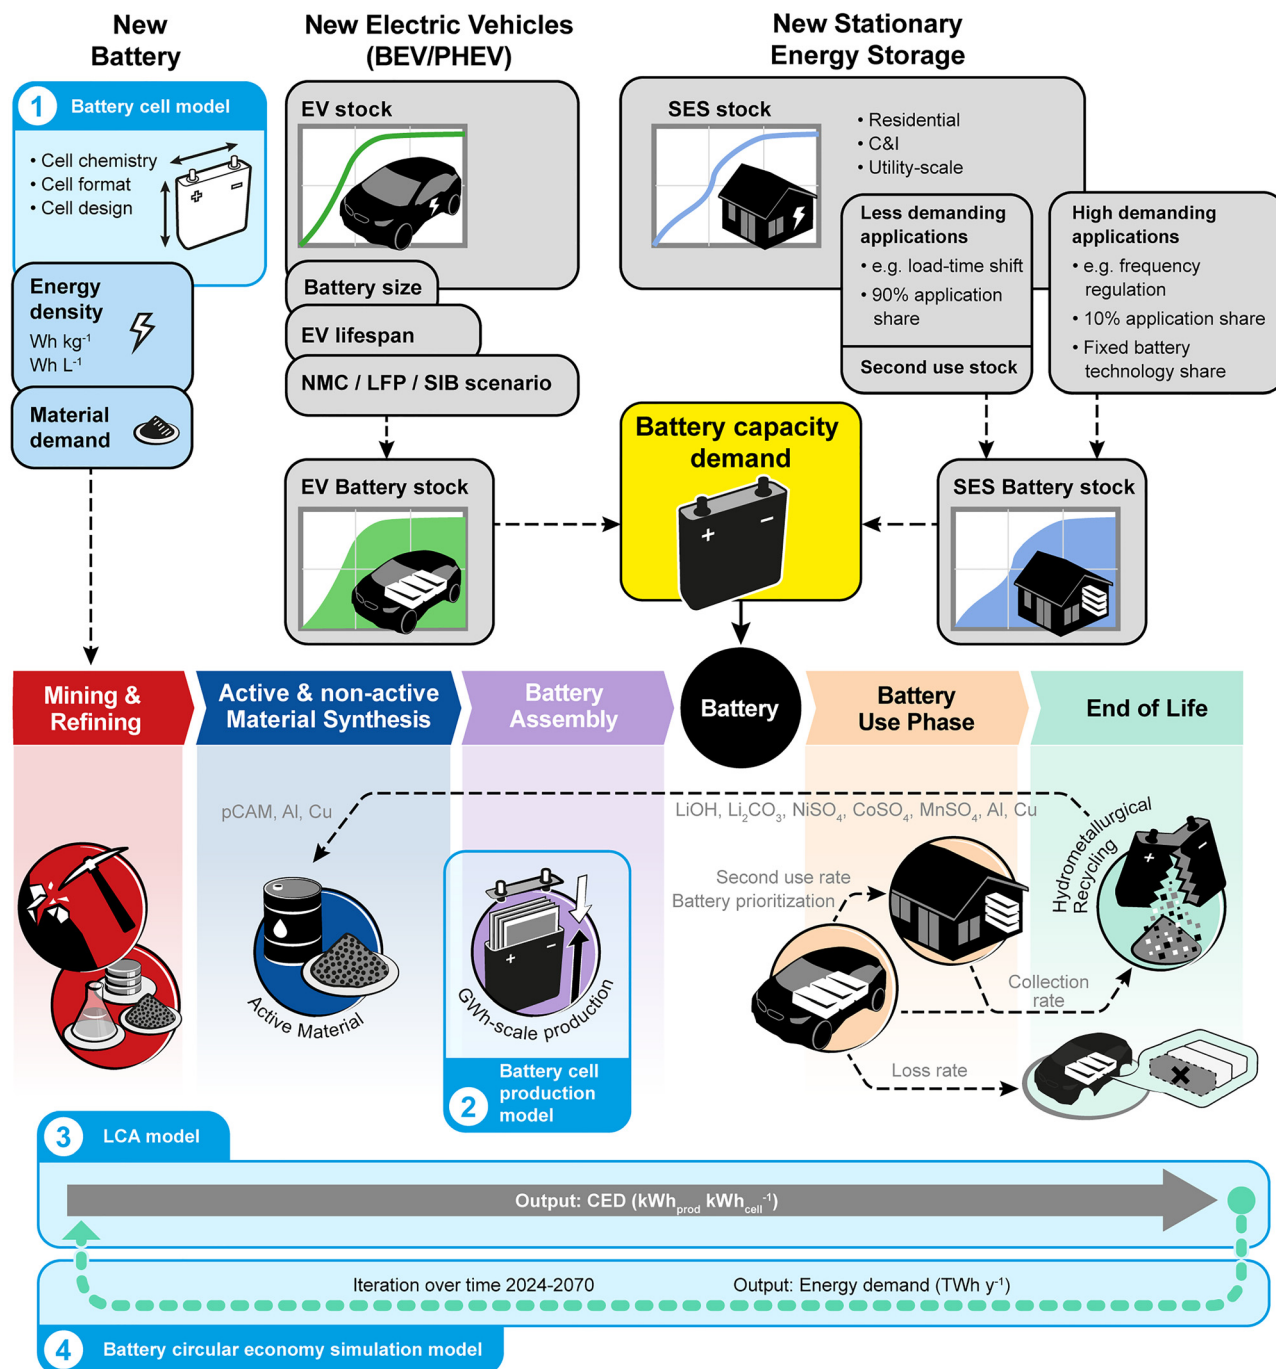 New
Battery
New Electric Vehicles
(BEV/PHEV)
New Stationary
Energy Storage
1 Battery cell model
• Cell chemistry
• Cell format
• Cell design
+ −
Energy
density
Wh kg⁻¹
Wh L⁻¹
Material
demand
EV stock
Battery size
EV lifespan
NMC / LFP / SIB scenario
EV Battery stock
SES stock
• Residential
• C&I
• Utility-scale
Less demanding
applications
• e.g. load-time shift
• 90% application
share
Second use stock
High demanding
applications
• e.g. frequency
regulation
• 10% application share
• Fixed battery
technology share
Battery capacity
demand
+ −
SES Battery stock
Mining &
Refining
Active & non-active
Material Synthesis
Battery
Assembly
Battery
Battery
Use Phase
End of Life
pCAM, Al, Cu
LiOH, Li₂CO₃, NiSO₄, CoSO₄, MnSO₄, Al, Cu
Active Material
+ −
GWh-scale production
2 Battery cell
production
model
Second use rate
Battery prioritization
Collection
rate
Loss rate
Hydrometallurgical
Recycling
+ −
3 LCA model
Output: CED (kWh_prod kWh_cell⁻¹)
Iteration over time 2024-2070
Output: Energy demand (TWh y⁻¹)
4 Battery circular economy simulation model